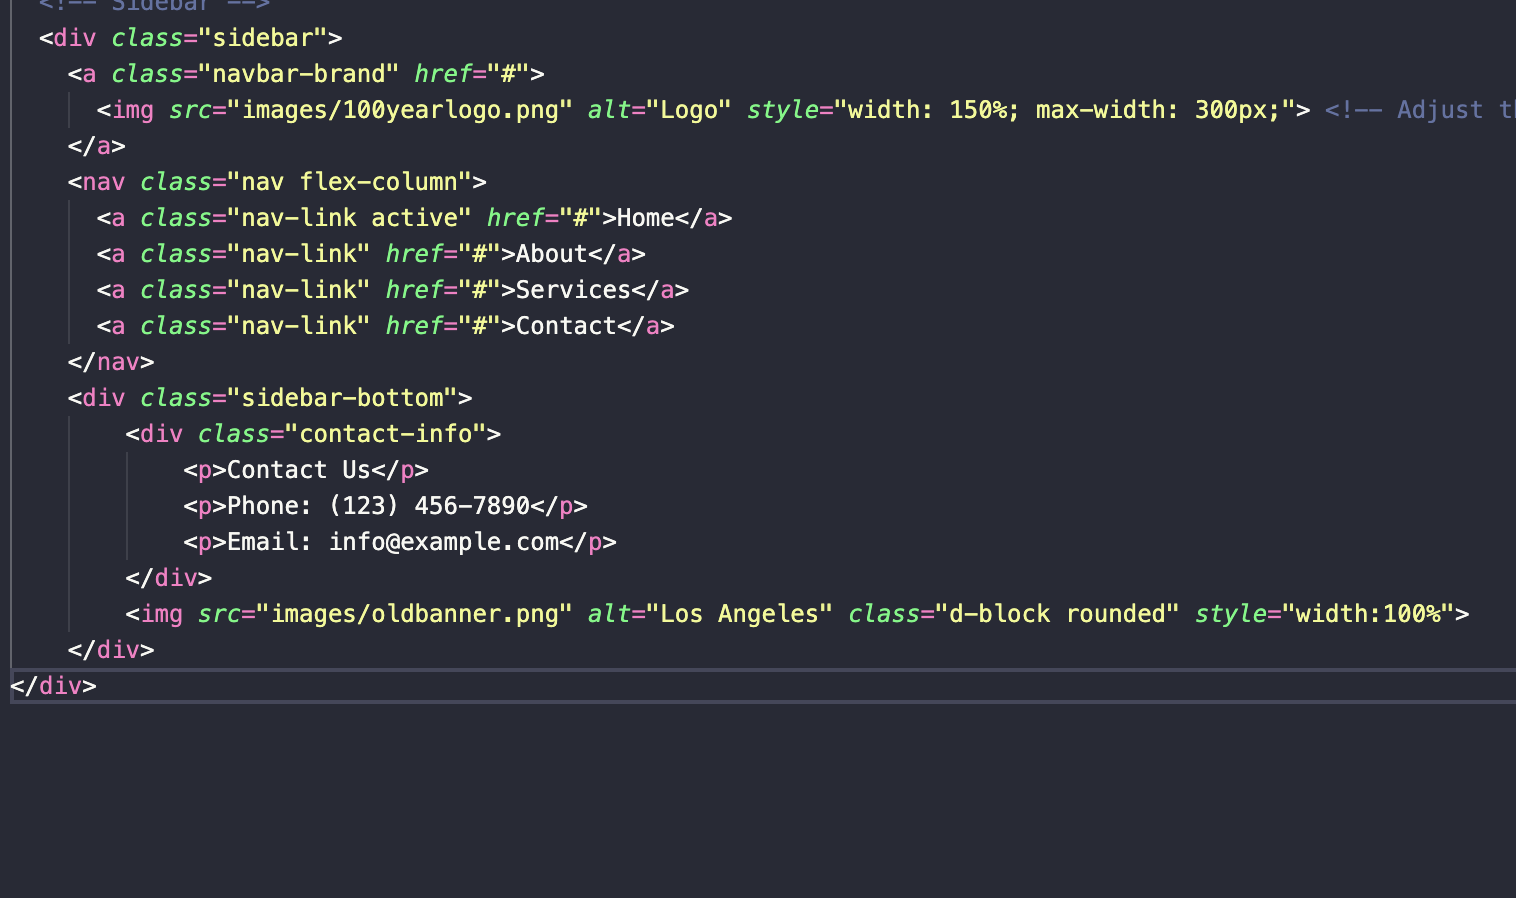 <!-- Sidebar -->
<div class="sidebar">
<a class="navbar-brand" href="#">
<img src="images/100yearlogo.png" alt="Logo" style="width: 150%; max-width: 300px;"> <!-- Adjust
</a>
<nav class="nav flex-column">
<a class="nav-link active" href="#">Home</a>
<a class="nav-link" href="#">About</a>
<a class="nav-link" href="#">Services</a>
<a class="nav-link" href="#">Contact</a>
</nav>
<div class="sidebar-bottom">
<div class="contact-info">
<p>Contact Us</p>
<p>Phone: (123) 456-7890</p>
<p>Email: info@example.com</p>
</div>
<img src="images/oldbanner.png" alt="Los Angeles" class="d-block rounded" style="width:100%">
</div>
</div>